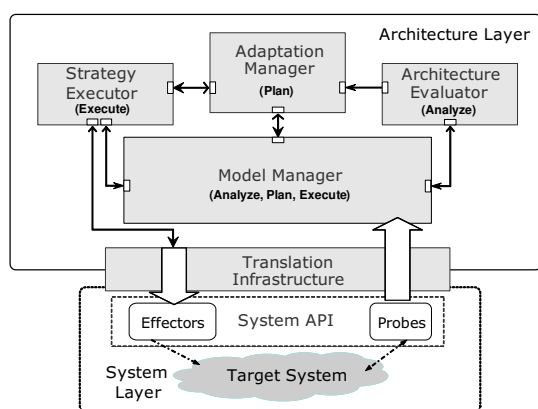 Architecture Layer
Strategy
Executor
(Execute)
Adaptation
Manager
(Plan)
Architecture
Evaluator
(Analyze)
Model Manager
(Analyze, Plan, Execute)
Translation
Infrastructure
Effectors
System API
Probes
System
Layer
Target System